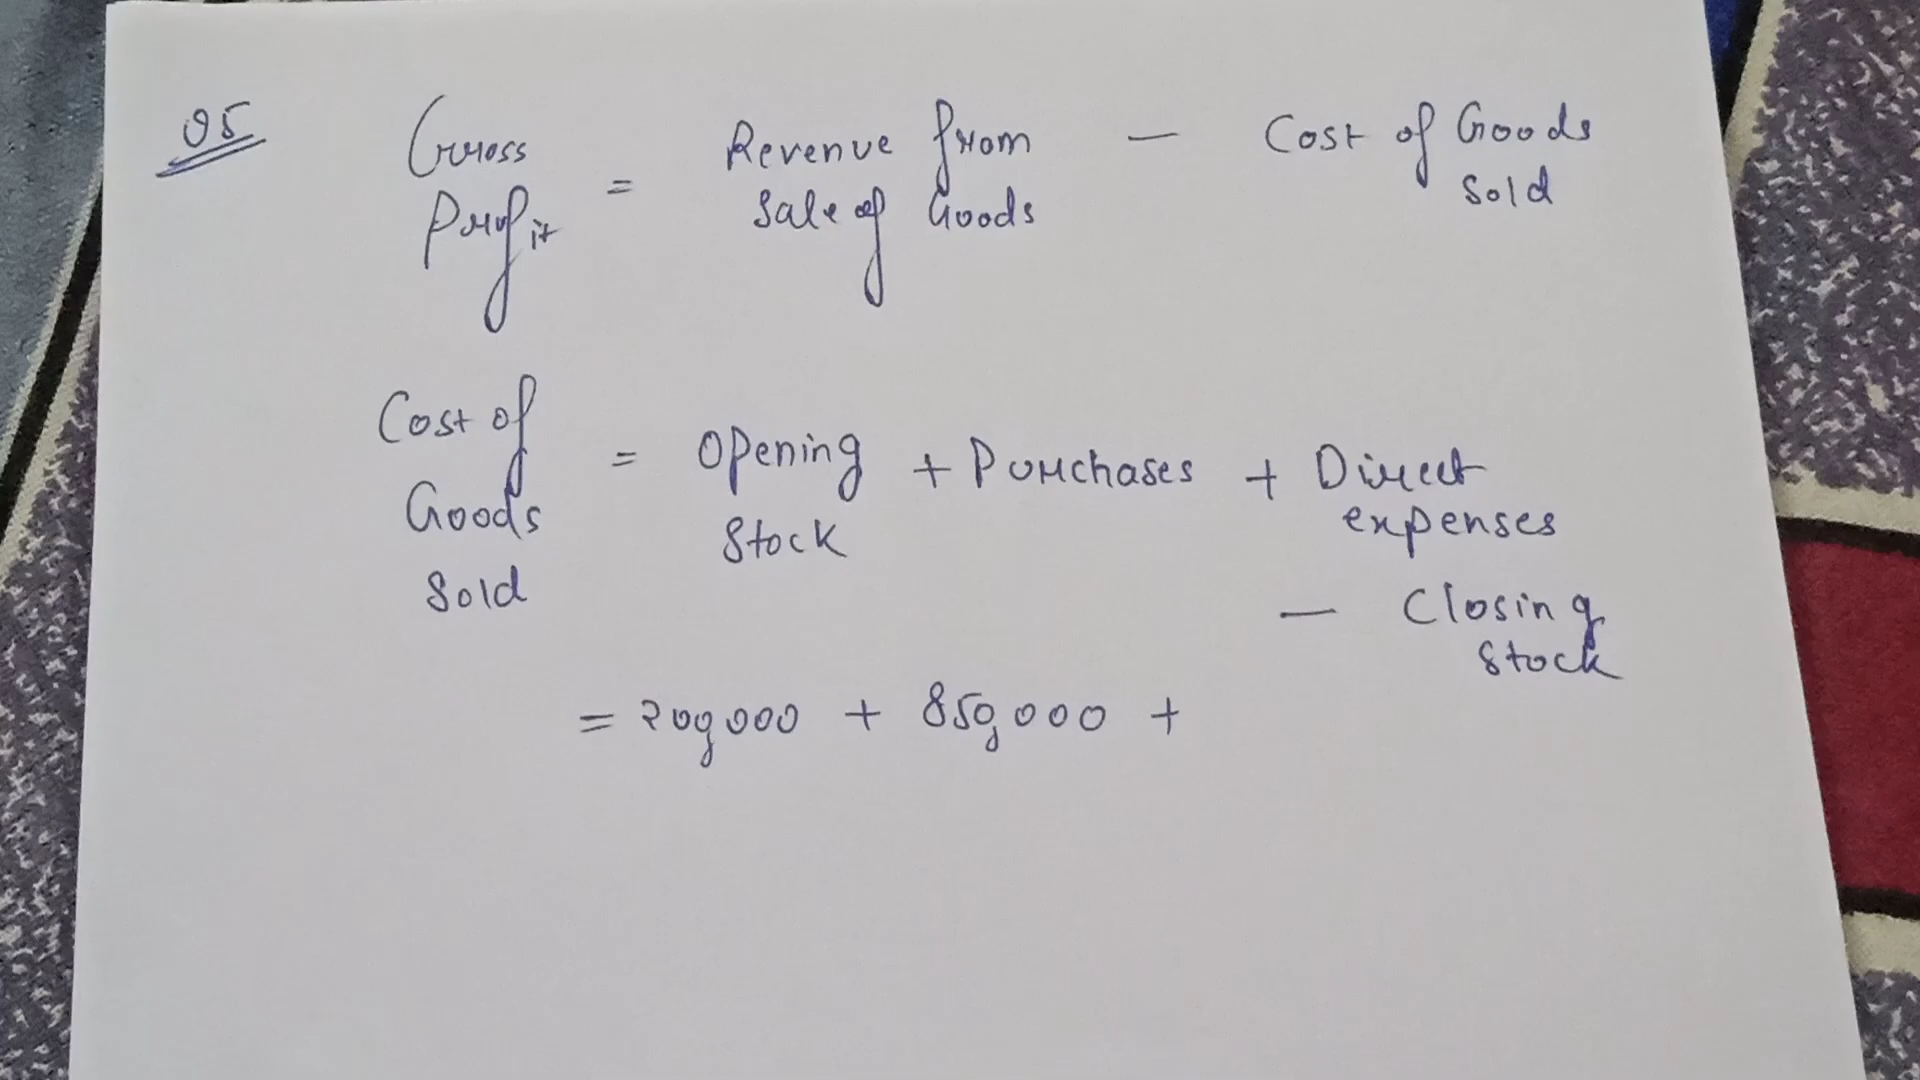 05 Gross Profit = Revenue from Sale of Goods — Cost of Goods Sold
Cost of Goods Sold = Opening Stock + Purchases + Direct expenses
— Closing Stock
= 200,000 + 850,000 +